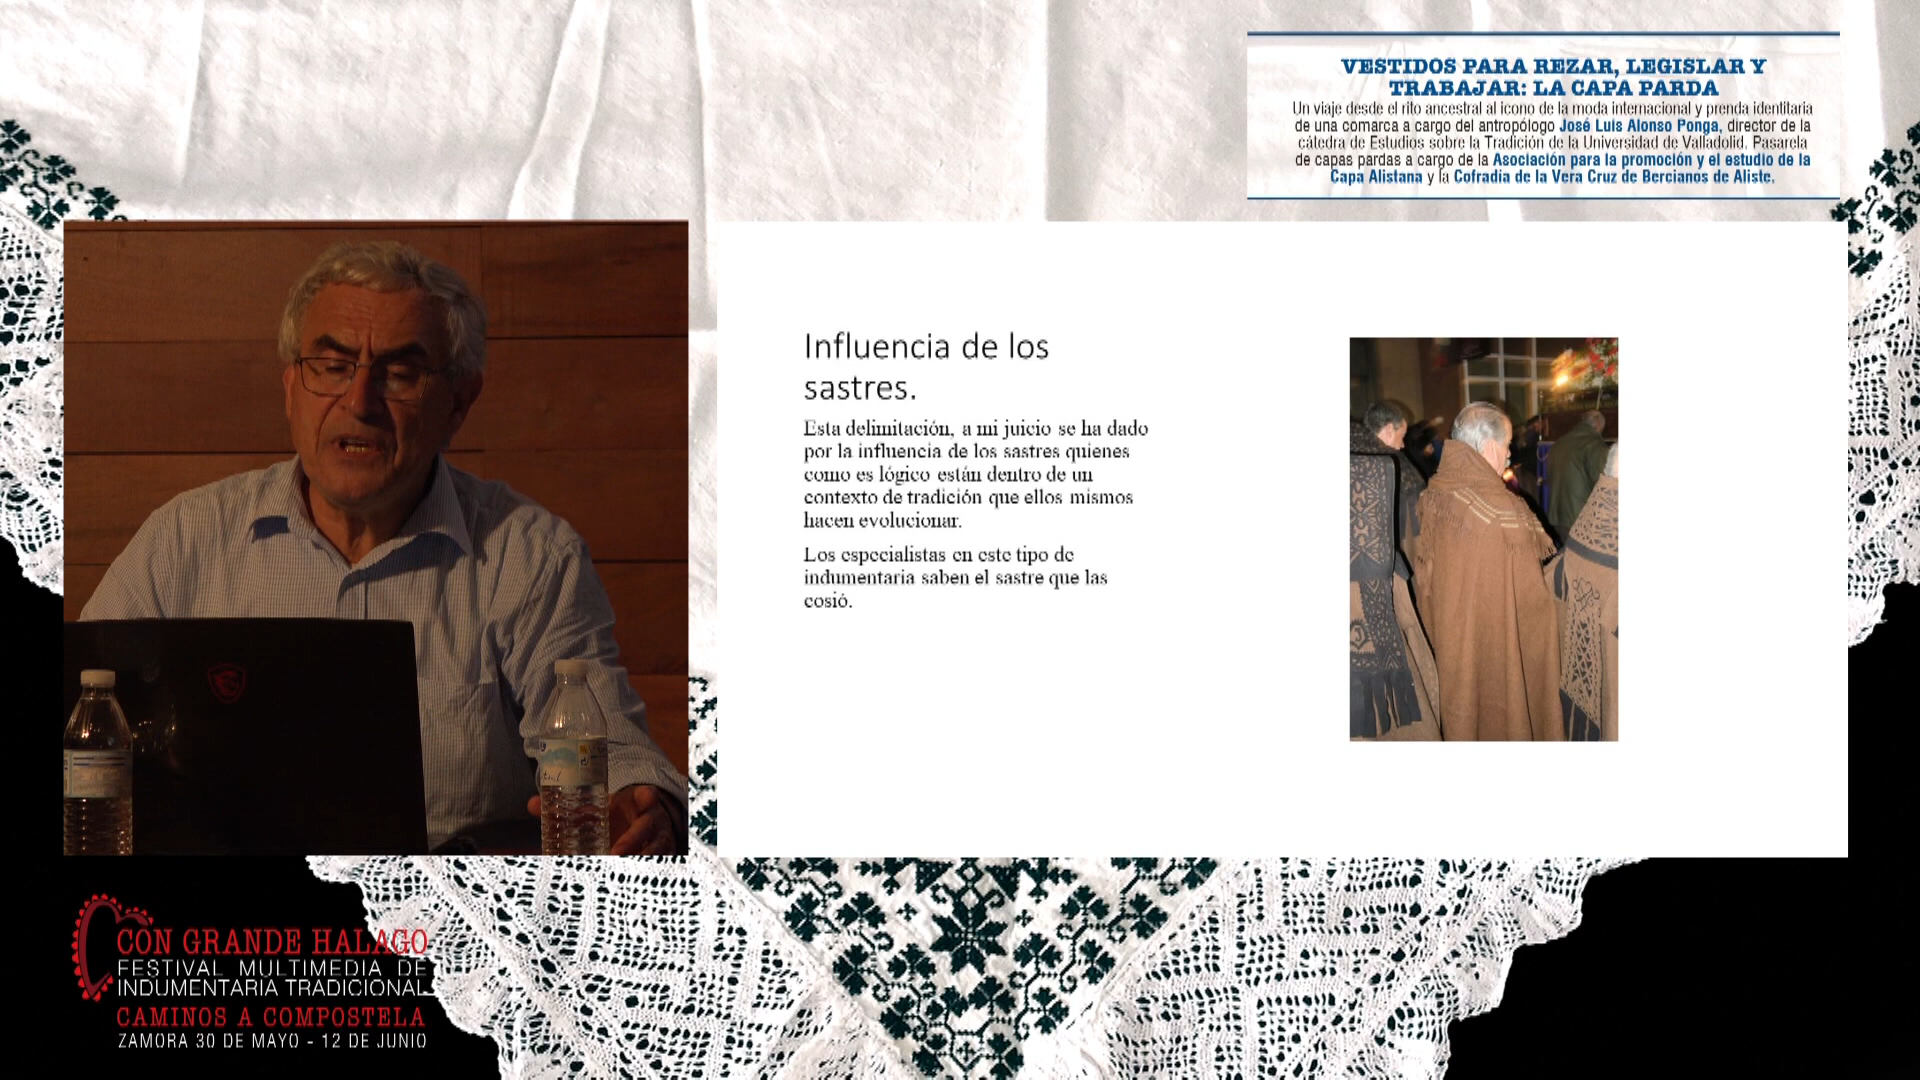 VESTIDOS PARA REZAR, LEGISLAR Y
TRABAJAR: LA CAPA PARDA
Un viaje desde el rito ancestral al icono de la moda internacional y prenda identitaria
de una comarca a cargo del antropólogo José Luis Alonso Ponga, director de la
cátedra de Estudios sobre la Tradición de la Universidad de Valladolid. Pasarela
de capas pardas a cargo de la Asociación para la promoción y el estudio de la
Capa Alistana y la Cofradía de la Vera Cruz de Bercianos de Aliste.
Influencia de los
sastres.
Esta delimitación, a mi juicio se ha dado
por la influencia de los sastres quienes
como es lógico están dentro de un
contexto de tradición que ellos mismos
hacen evolucionar.
Los especialistas en este tipo de
indumentaria saben el sastre que las
cosió.
CON GRANDE HALAGO
FESTIVAL MULTIMEDIA DE
INDUMENTARIA TRADICIONAL
CAMINOS A COMPOSTELA
ZAMORA 30 DE MAYO - 12 DE JUNIO